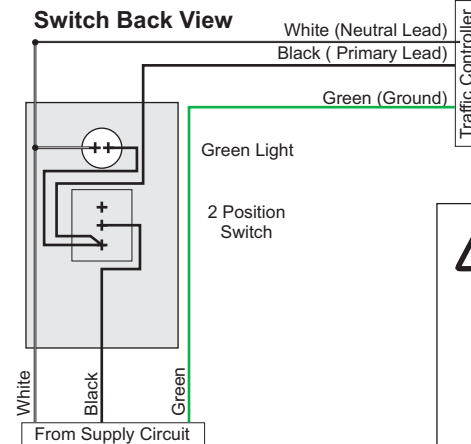 Switch Back View
White (Neutral Lead)
Black ( Primary Lead)
Green (Ground)
Traffic Controller
Green Light
2 Position
Switch
White
Black
Green
From Supply Circuit